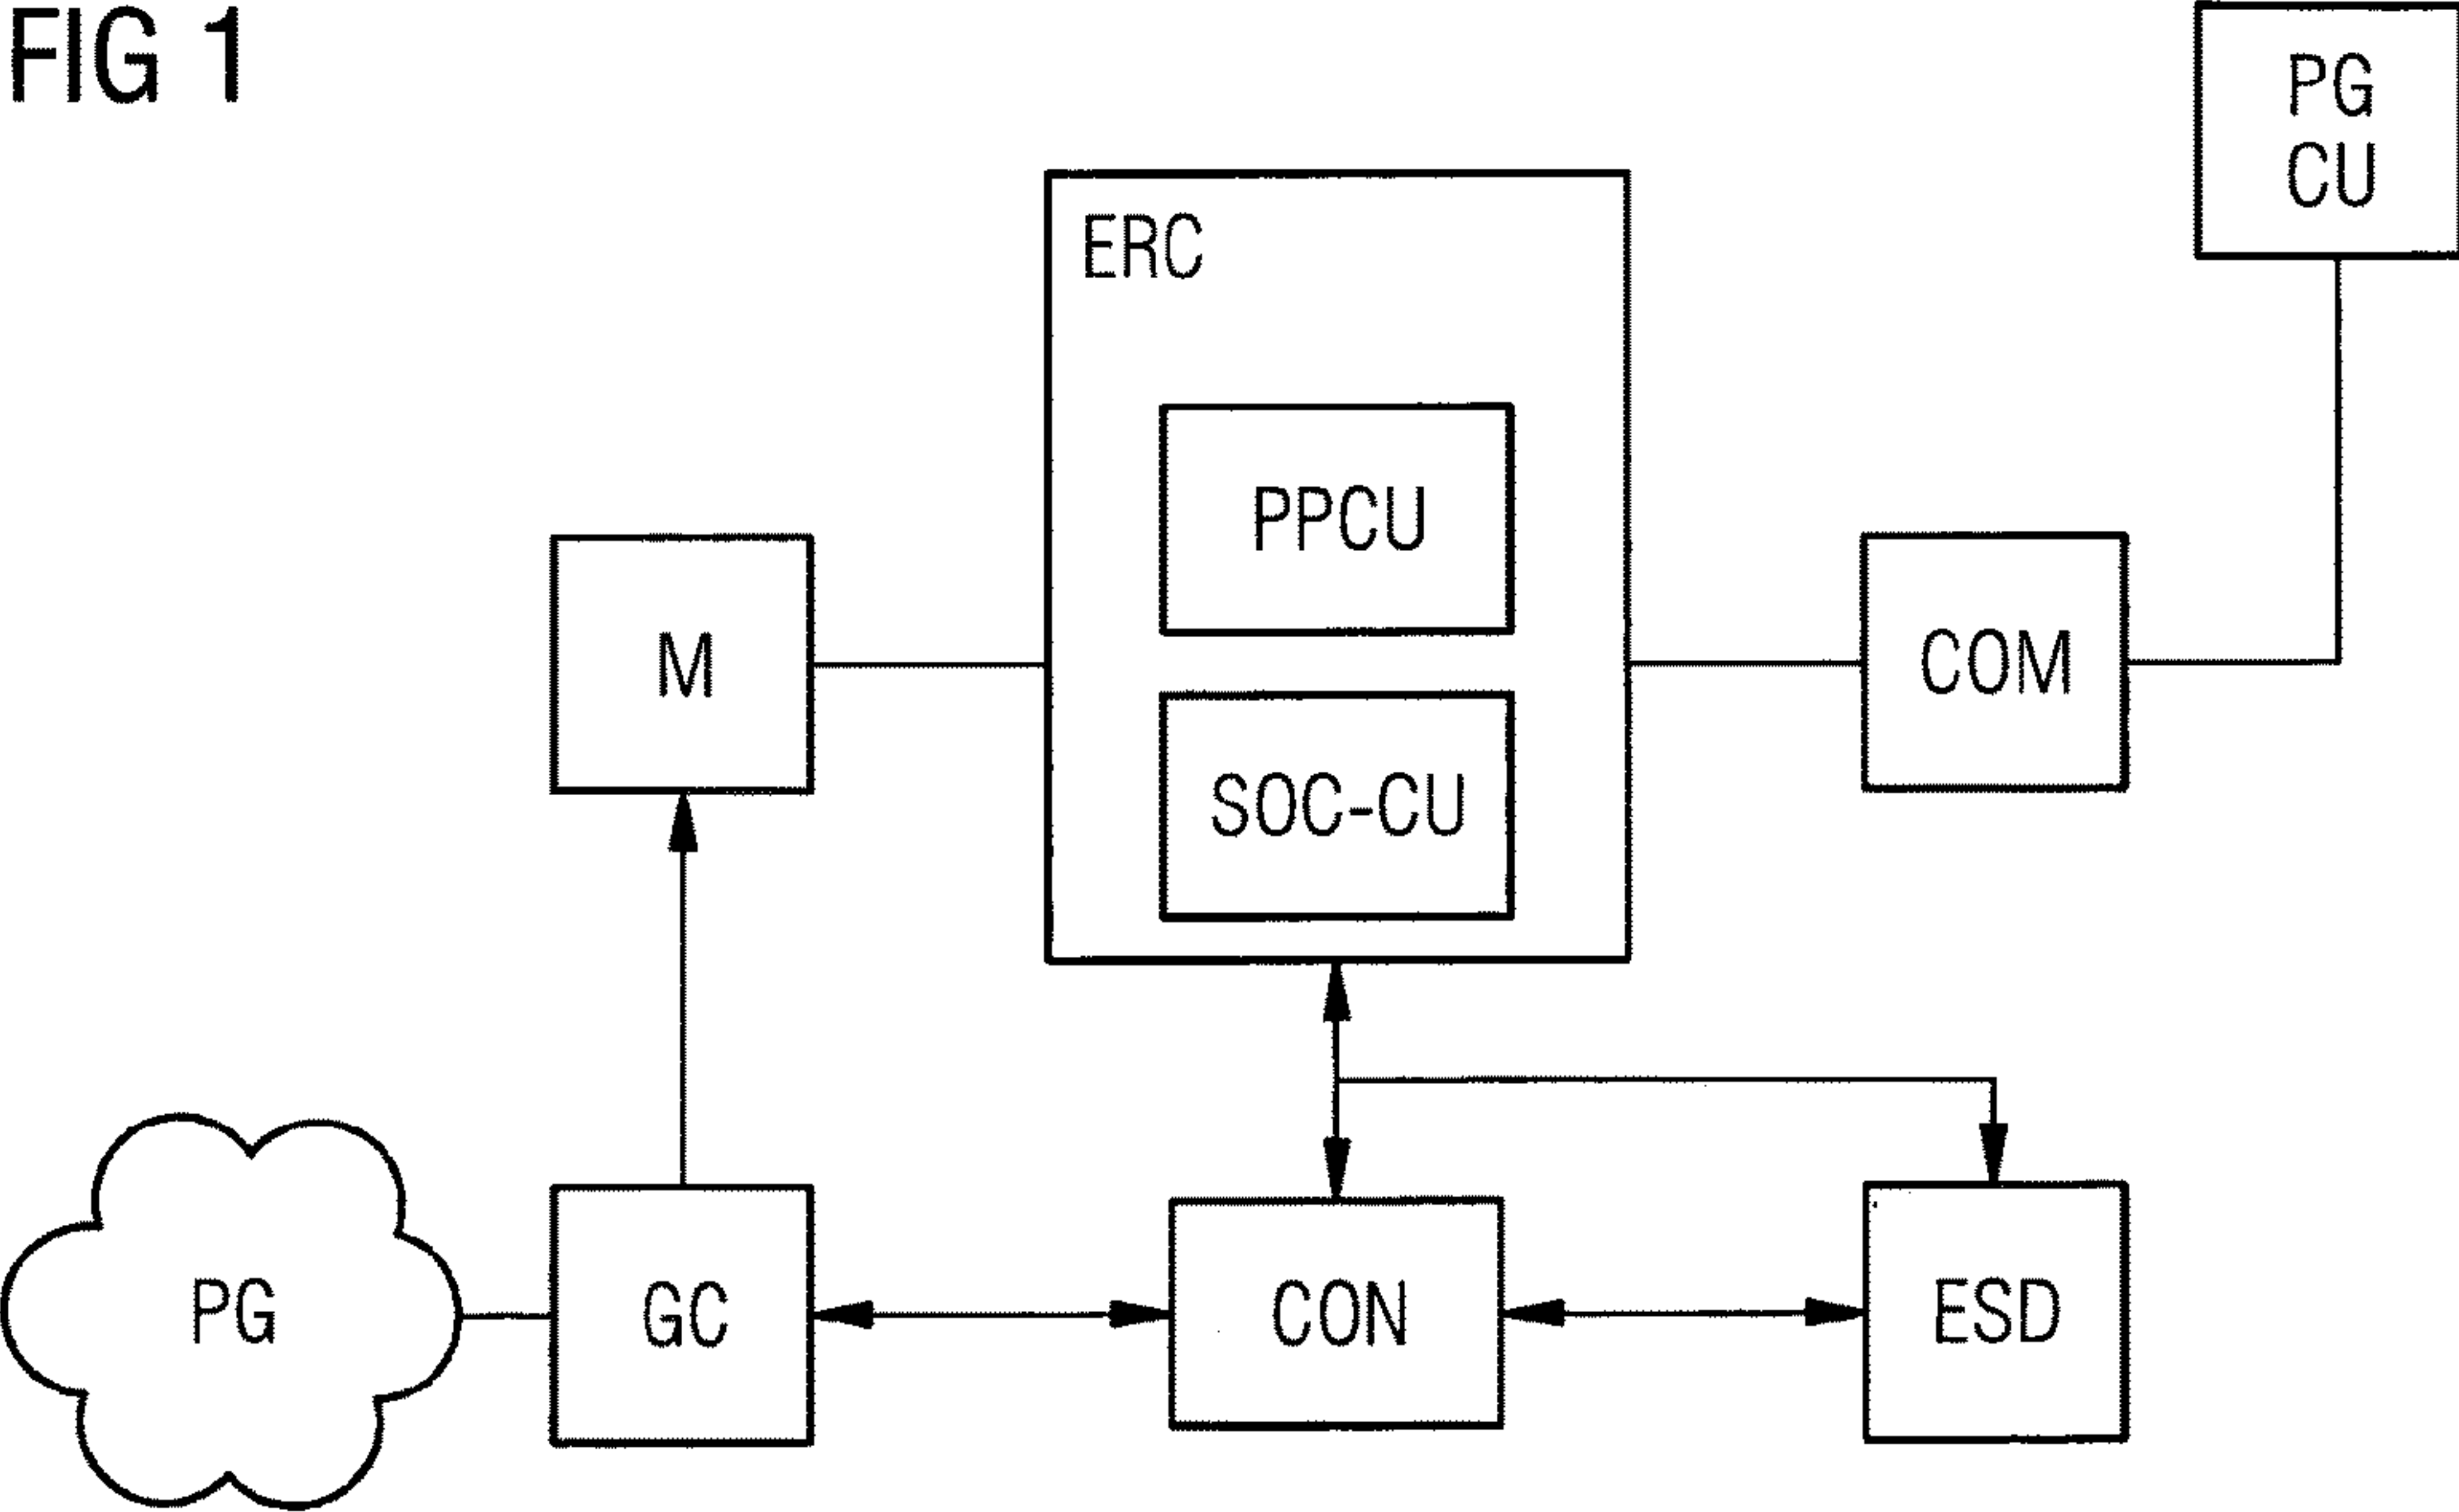 FIG 1
PG
CU
ERC
PPCU
M
COM
SOC-CU
PG
GC
CON
ESD